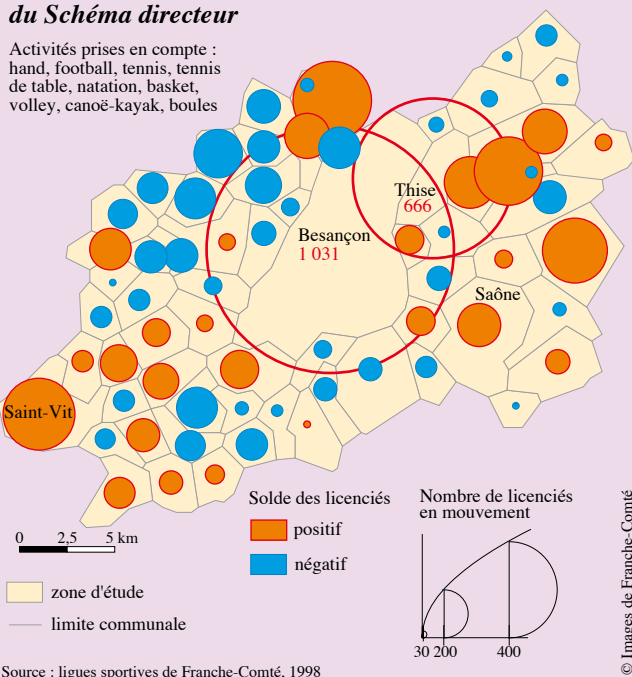 du Schéma directeur
Activités prises en compte :
hand, football, tennis, tennis
de table, natation, basket,
volley, canoë-kayak, boules
Thise
666
Besançon
1 031
Saône
Saint-Vit
Solde des licenciés
positif
négatif
Nombre de licenciés
en mouvement
30 200 400
0 2,5 5 km
zone d'étude
limite communale
Source : ligues sportives de Franche-Comté, 1998
© Images de Franche-Comté